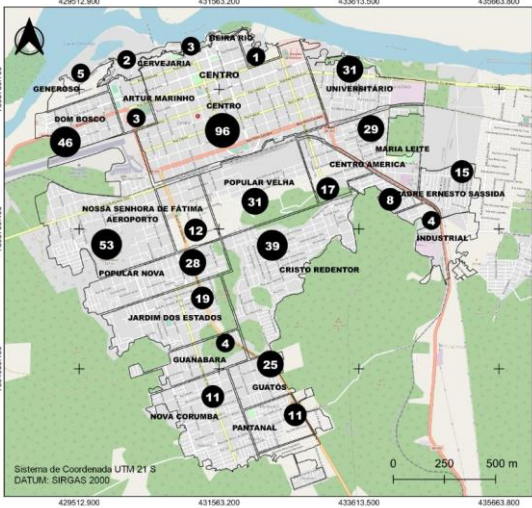 429512.900 431563.200 433613.500 435663.800
BEIRA RIO
3
2
CERVEJARIA
1
5
CENTRO
31
GENEROSO
UNIVERSITÁRIO
ARTUR MARINHO
CENTRO
DOM BOSCO
3
96
29
46
MARIA LEITE
CENTRO AMERICA
15
POPULAR VELHA
17
PADRE ERNESTO SASSIDA
8
31
NOSSA SENHORA DE FÁTIMA
AEROPORTO
12
4
53
39
INDUSTRIAL
28
POPULAR NOVA
CRISTO REDENTOR
19
JARDIM DOS ESTADOS
4
GUANABARA
25
GUATÓS
11
NOVA CORUMBA
11
PANTANAL
Sistema de Coordenada UTM 21 S
DATUM: SIRGAS 2000
0 250 500 m
429512.900 431563.200 433613.500 435663.800